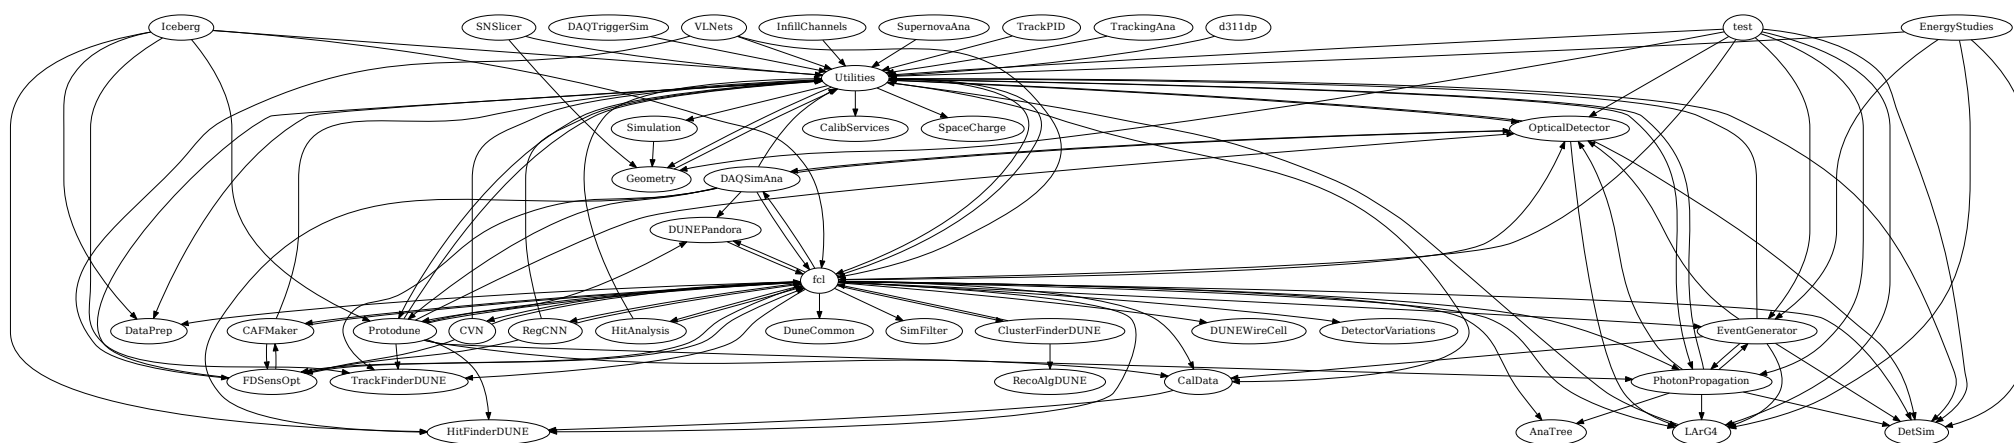 Iceberg
SNSlicer
DAQTriggerSim
VLNets
InfillChannels
SupernovaAna
TrackPID
TrackingAna
d311dp
test
EnergyStudies
Utilities
Simulation
CalibServices
SpaceCharge
OpticalDetector
Geometry
DAQSimAna
DUNEPandora
fcl
DataPrep
CAFMaker
Protodune
CVN
RegCNN
HitAnalysis
DuneCommon
SimFilter
ClusterFinderDUNE
DUNEWireCell
DetectorVariations
EventGenerator
FDSensOpt
TrackFinderDUNE
RecoAlgDUNE
CalData
PhotonPropagation
HitFinderDUNE
AnaTree
LArG4
DetSim